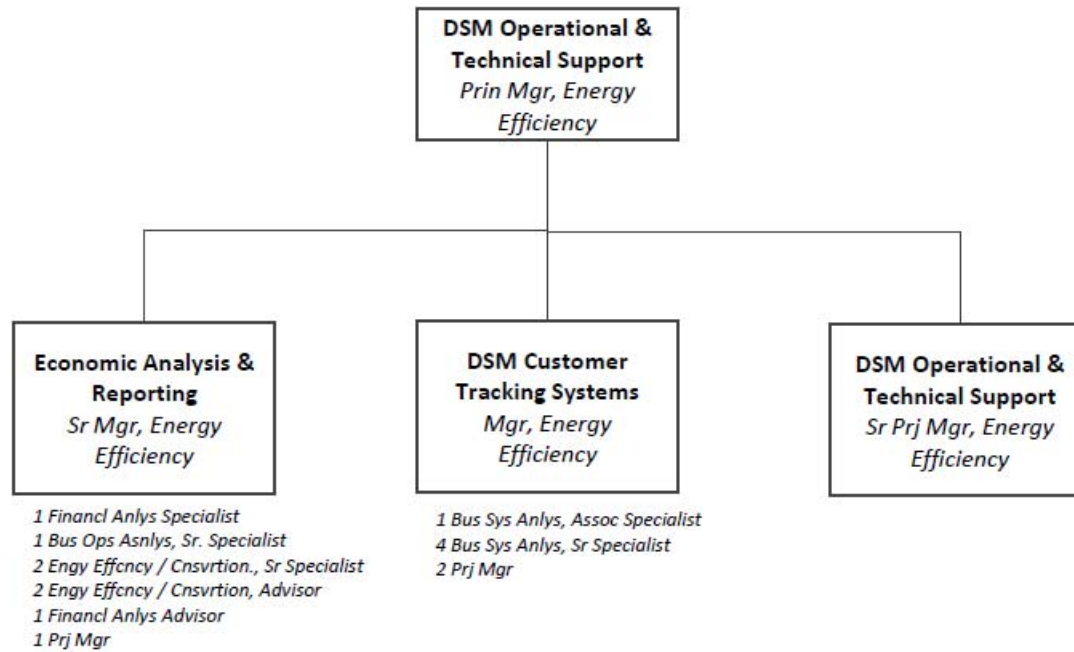 DSM Operational &
Technical Support
Prin Mgr, Energy
Efficiency
Economic Analysis &
Reporting
Sr Mgr, Energy
Efficiency
1 Financl Anlys Specialist
1 Bus Ops Asnlys, Sr. Specialist
2 Engy Effcncy / Cnsvrtion., Sr Specialist
2 Engy Effcncy / Cnsvrtion, Advisor
1 Financl Anlys Advisor
1 Prj Mgr
DSM Customer
Tracking Systems
Mgr, Energy
Efficiency
1 Bus Sys Anlys, Assoc Specialist
4 Bus Sys Anlys, Sr Specialist
2 Prj Mgr
DSM Operational &
Technical Support
Sr Prj Mgr, Energy
Efficiency